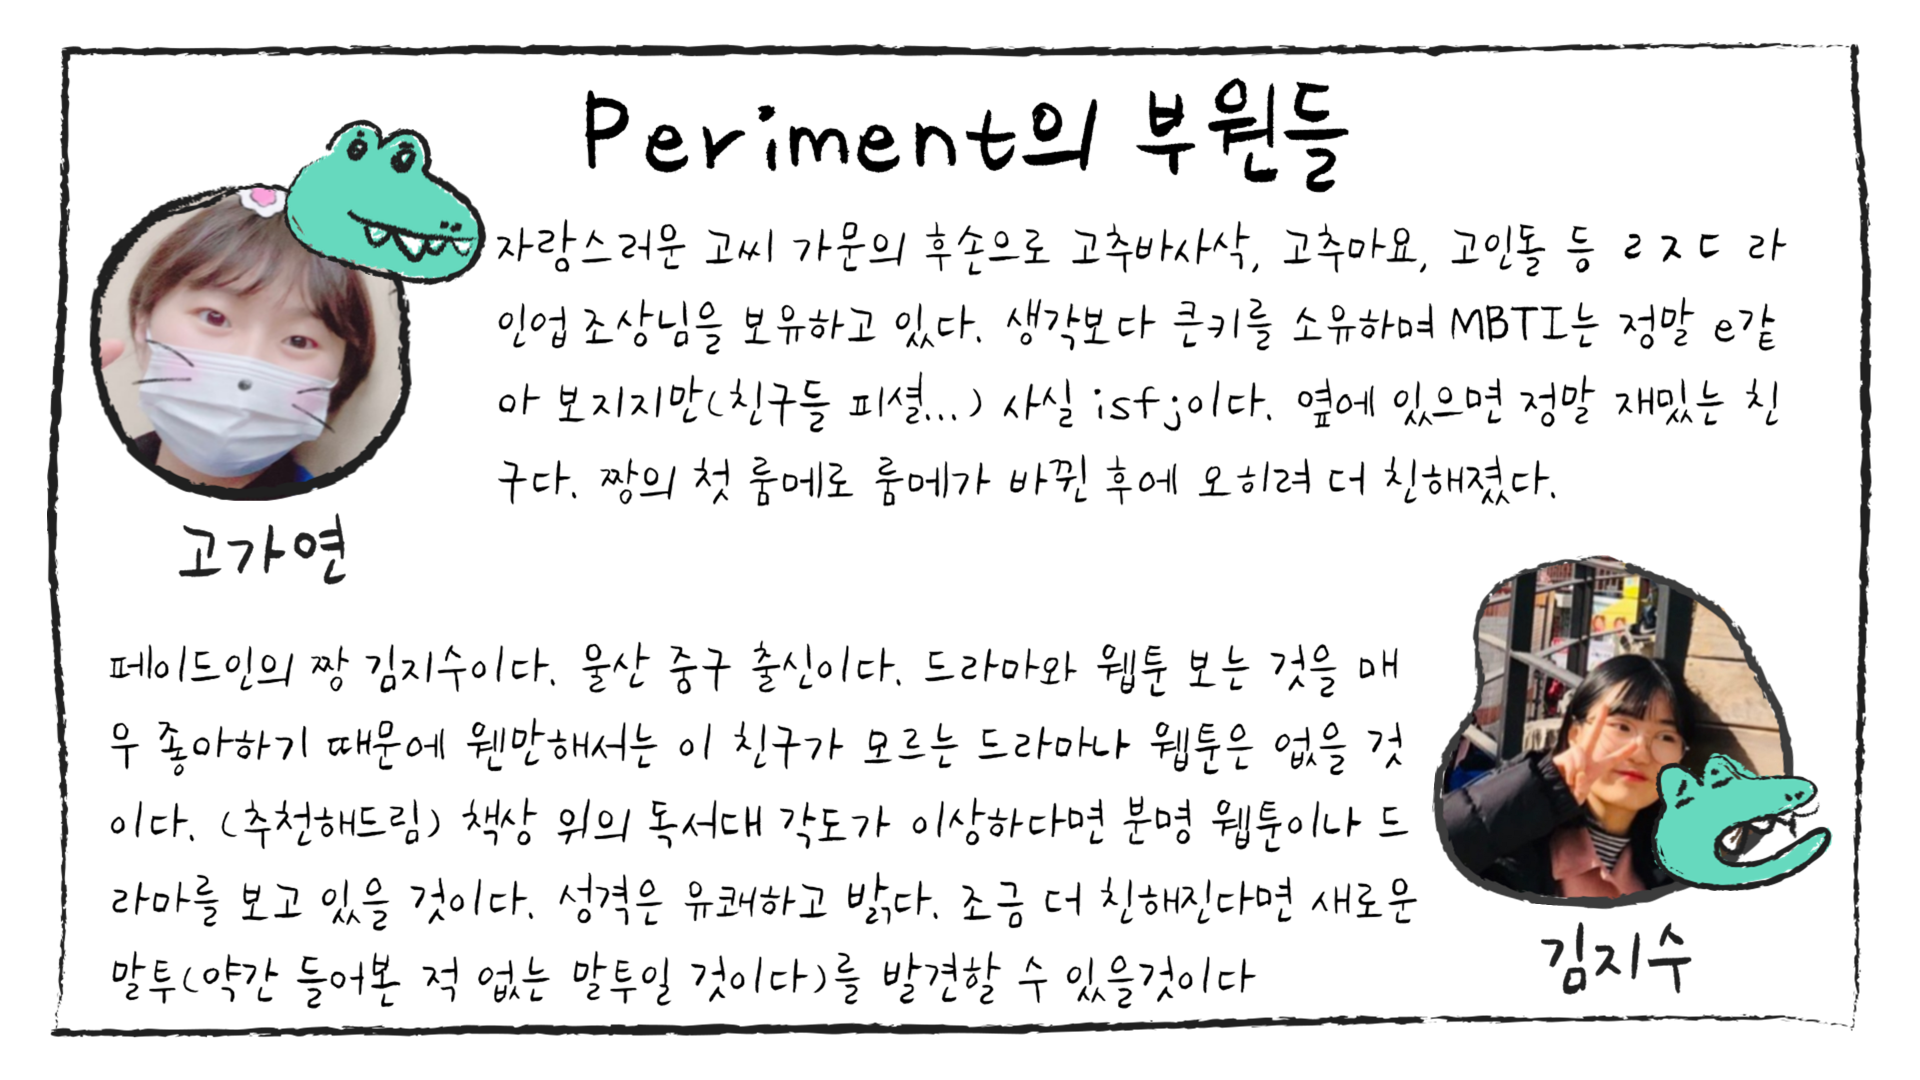 Periment의 부원들
자랑스러운 고씨 가문의 후손으로 고추바사삭, 고추마요, 고인돌 등 ㄹㅈㄷ 라
인업 조상님을 보유하고 있다. 생각보다 큰키를 소유하며 MBTI는 정말 e같
아 보지지만(친구들 피셜...) 사실 isfj이다. 옆에 있으면 정말 재밌는 친
구다. 짱의 첫 룸메로 룸메가 바뀐 후에 오히려 더 친해졌다.
고가연
페이드인의 짱 김지수이다. 울산 중구 출신이다. 드라마와 웹툰 보는 것을 매
우 좋아하기 때문에 웬만해서는 이 친구가 모르는 드라마나 웹툰은 없을 것
이다. (추천해드림) 책상 위의 독서대 각도가 이상하다면 분명 웹툰이나 드
라마를 보고 있을 것이다. 성격은 유쾌하고 밝다. 조금 더 친해진다면 새로운
말투(약간 들어본 적 없는 말투일 것이다)를 발견할 수 있을것이다
김지수